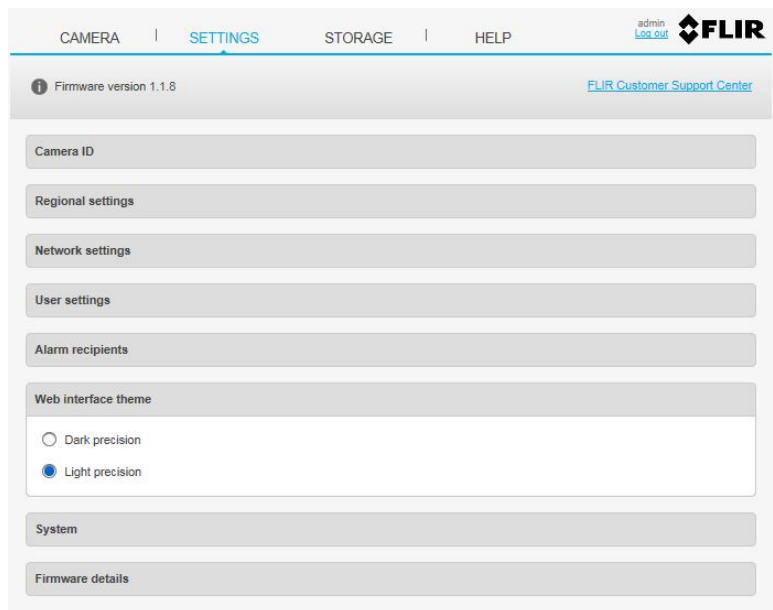 CAMERA | SETTINGS STORAGE | HELP
admin
Log out
FLIR
Firmware version 1.1.8
FLIR Customer Support Center
Camera ID
Regional settings
Network settings
User settings
Alarm recipients
Web interface theme
Dark precision
Light precision
System
Firmware details